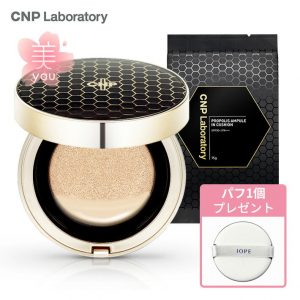 CNP Laboratory
美
you
CNP
Laboratory
PROPOLIS AMPULE
IN CUSHION
15g
パフ1個
プレゼント
IOPE